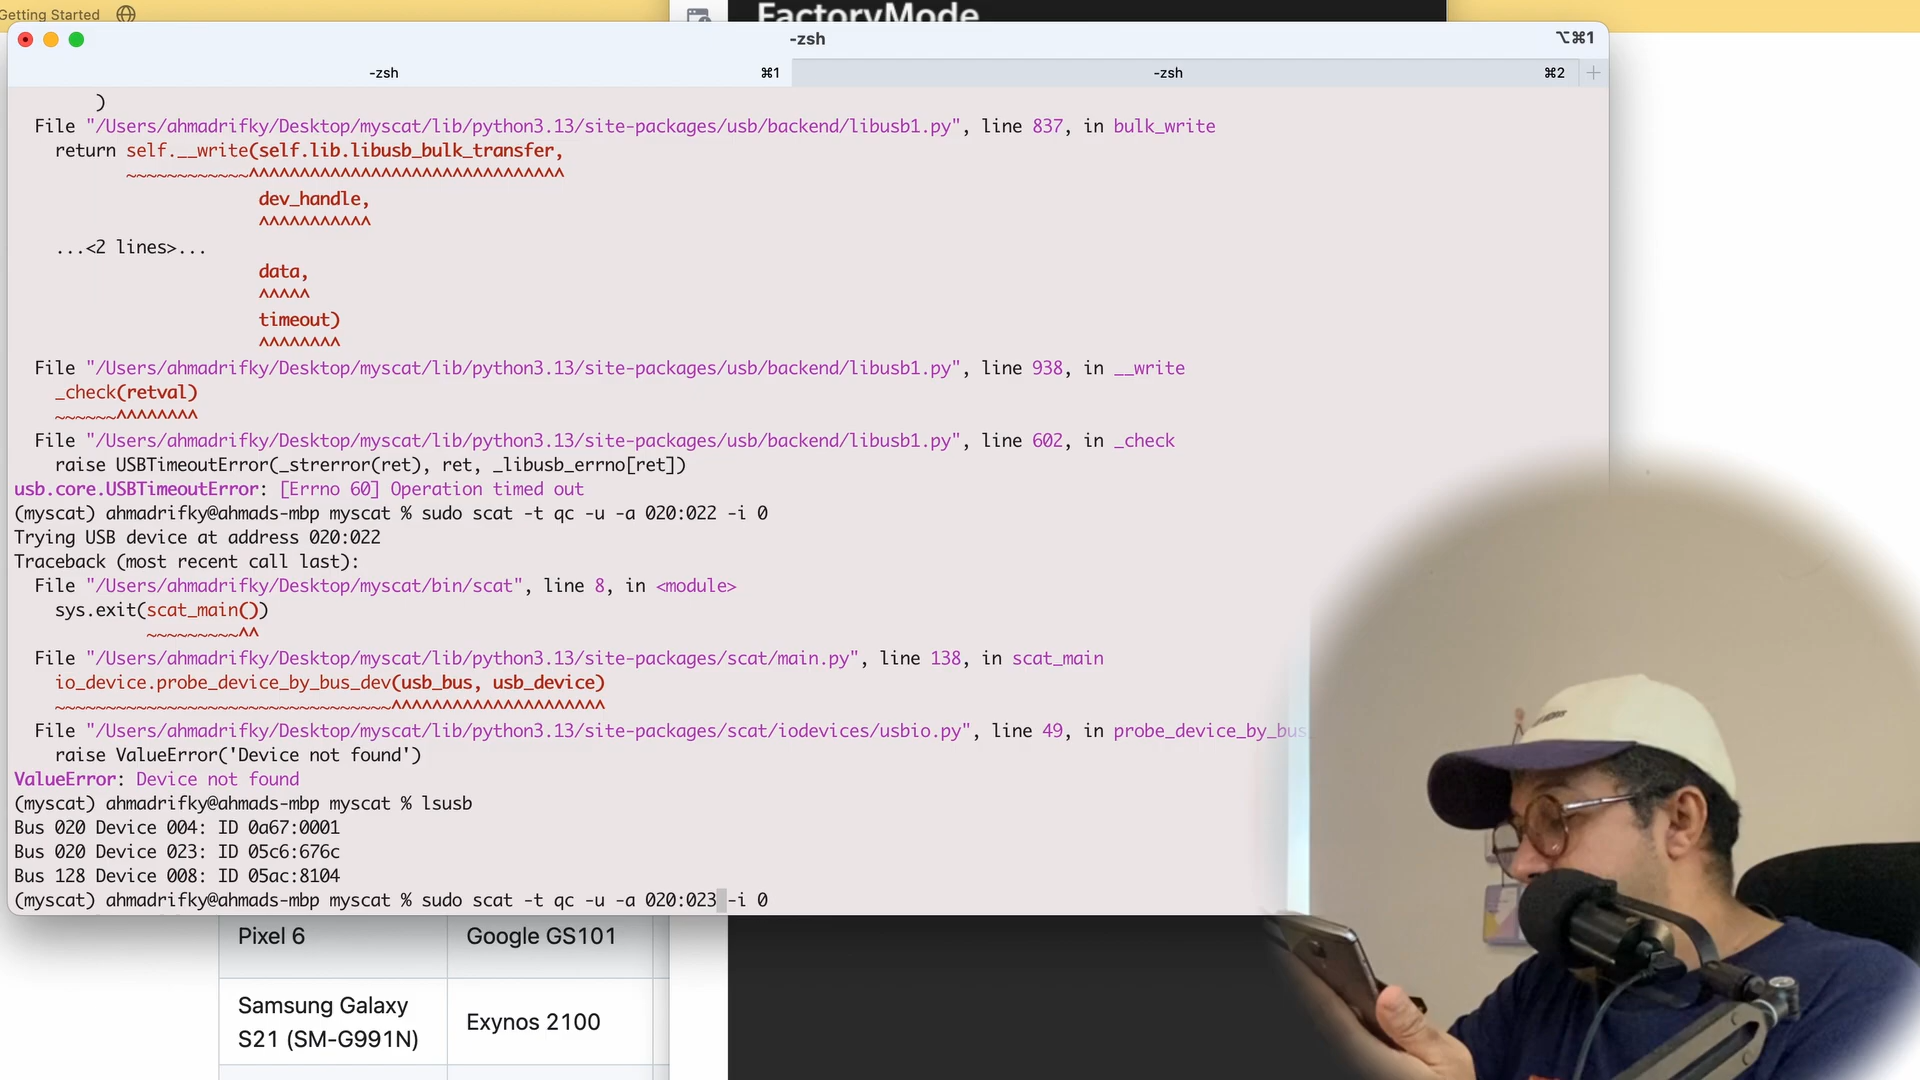 Getting Started
FactoryMode
-zsh
⌥⌘1
-zsh ⌘1 -zsh ⌘2 +
)
File "/Users/ahmadrifky/Desktop/myscat/lib/python3.13/site-packages/usb/backend/libusb1.py", line 837, in bulk_write
return self.__write(self.lib.libusb_bulk_transfer,
~~~~~~~~~~~~^^^^^^^^^^^^^^^^^^^^^^^^^^^^^^^
dev_handle,
^^^^^^^^^^^
...<2 lines>...
data,
^^^^^
timeout)
^^^^^^^^
File "/Users/ahmadrifky/Desktop/myscat/lib/python3.13/site-packages/usb/backend/libusb1.py", line 938, in __write
_check(retval)
~~~~~~^^^^^^^^
File "/Users/ahmadrifky/Desktop/myscat/lib/python3.13/site-packages/usb/backend/libusb1.py", line 602, in _check
raise USBTimeoutError(_strerror(ret), ret, _libusb_errno[ret])
usb.core.USBTimeoutError: [Errno 60] Operation timed out
(myscat) ahmadrifky@ahmads-mbp myscat % sudo scat -t qc -u -a 020:022 -i 0
Trying USB device at address 020:022
Traceback (most recent call last):
File "/Users/ahmadrifky/Desktop/myscat/bin/scat", line 8, in <module>
sys.exit(scat_main())
~~~~~~~~~^^
File "/Users/ahmadrifky/Desktop/myscat/lib/python3.13/site-packages/scat/main.py", line 138, in scat_main
io_device.probe_device_by_bus_dev(usb_bus, usb_device)
~~~~~~~~~~~~~~~~~~~~~~~~~~~~~~~~~^^^^^^^^^^^^^^^^^^^^^
File "/Users/ahmadrifky/Desktop/myscat/lib/python3.13/site-packages/scat/iodevices/usbio.py", line 49, in probe_device_by_bus_
raise ValueError('Device not found')
ValueError: Device not found
(myscat) ahmadrifky@ahmads-mbp myscat % lsusb
Bus 020 Device 004: ID 0a67:0001
Bus 020 Device 023: ID 05c6:676c
Bus 128 Device 008: ID 05ac:8104
(myscat) ahmadrifky@ahmads-mbp myscat % sudo scat -t qc -u -a 020:023 -i 0
Pixel 6 Google GS101
Samsung Galaxy
S21 (SM-G991N) Exynos 2100